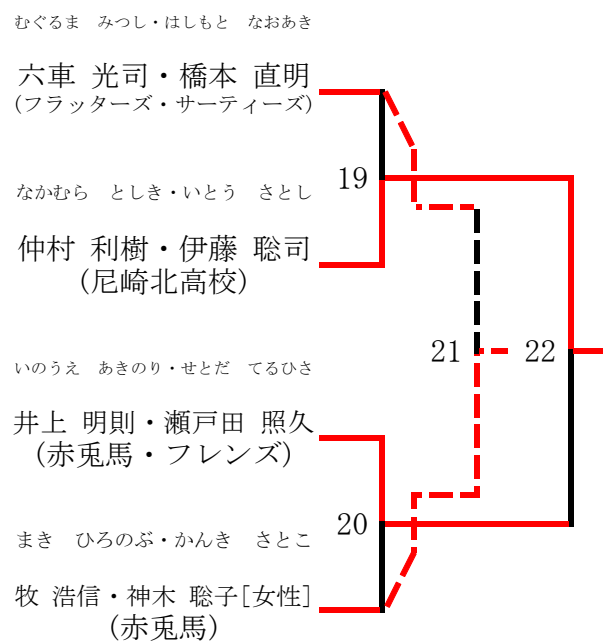 むぐるま　みつし・はしもと　なおあき
六車 光司・橋本 直明
(フラッターズ・サーティーズ)
19
なかむら　としき・いとう　さとし
仲村 利樹・伊藤 聡司
(尼崎北高校)
21
22
いのうえ　あきのり・せとだ　てるひさ
井上 明則・瀬戸田 照久
(赤兎馬・フレンズ)
20
まき　ひろのぶ・かんき　さとこ
牧 浩信・神木 聡子[女性]
(赤兎馬)